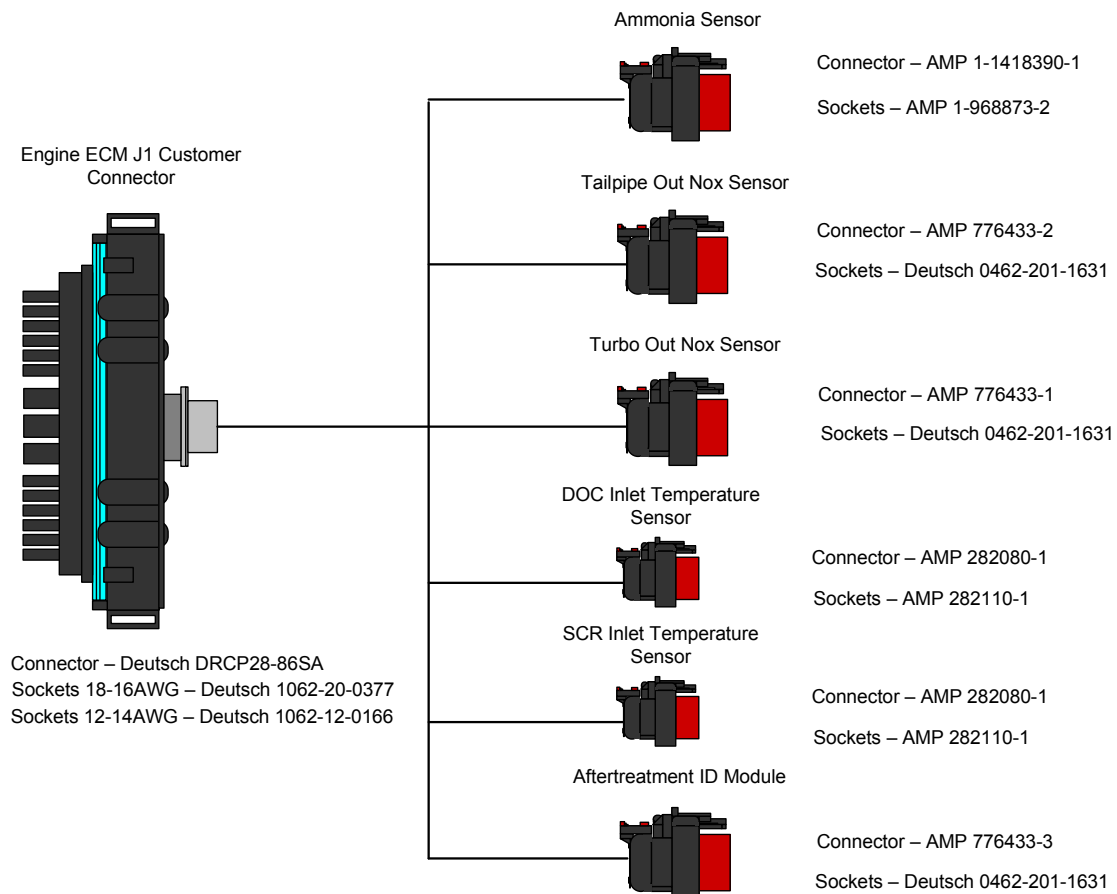 Ammonia Sensor
Connector – AMP 1-1418390-1
Sockets – AMP 1-968873-2
Engine ECM J1 Customer
Connector
Tailpipe Out Nox Sensor
Connector – AMP 776433-2
Sockets – Deutsch 0462-201-1631
Turbo Out Nox Sensor
Connector – AMP 776433-1
Sockets – Deutsch 0462-201-1631
DOC Inlet Temperature
Sensor
Connector – AMP 282080-1
Sockets – AMP 282110-1
SCR Inlet Temperature
Sensor
Connector – AMP 282080-1
Sockets – AMP 282110-1
Connector – Deutsch DRCP28-86SA
Sockets 18-16AWG – Deutsch 1062-20-0377
Sockets 12-14AWG – Deutsch 1062-12-0166
Aftertreatment ID Module
Connector – AMP 776433-3
Sockets – Deutsch 0462-201-1631